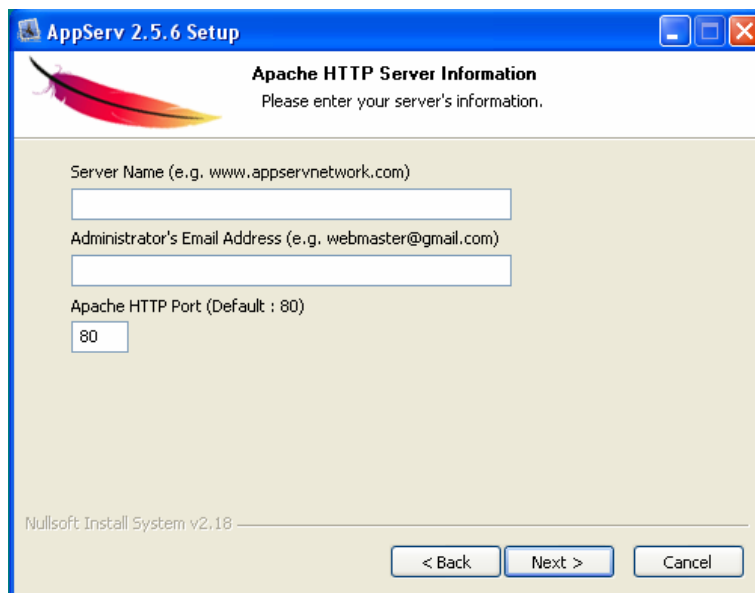 AppServ 2.5.6 Setup
Apache HTTP Server Information
Please enter your server's information.
Server Name (e.g. www.appservnetwork.com)
Administrator's Email Address (e.g. webmaster@gmail.com)
Apache HTTP Port (Default : 80)
80
Nullsoft Install System v2.18
< Back Next > Cancel